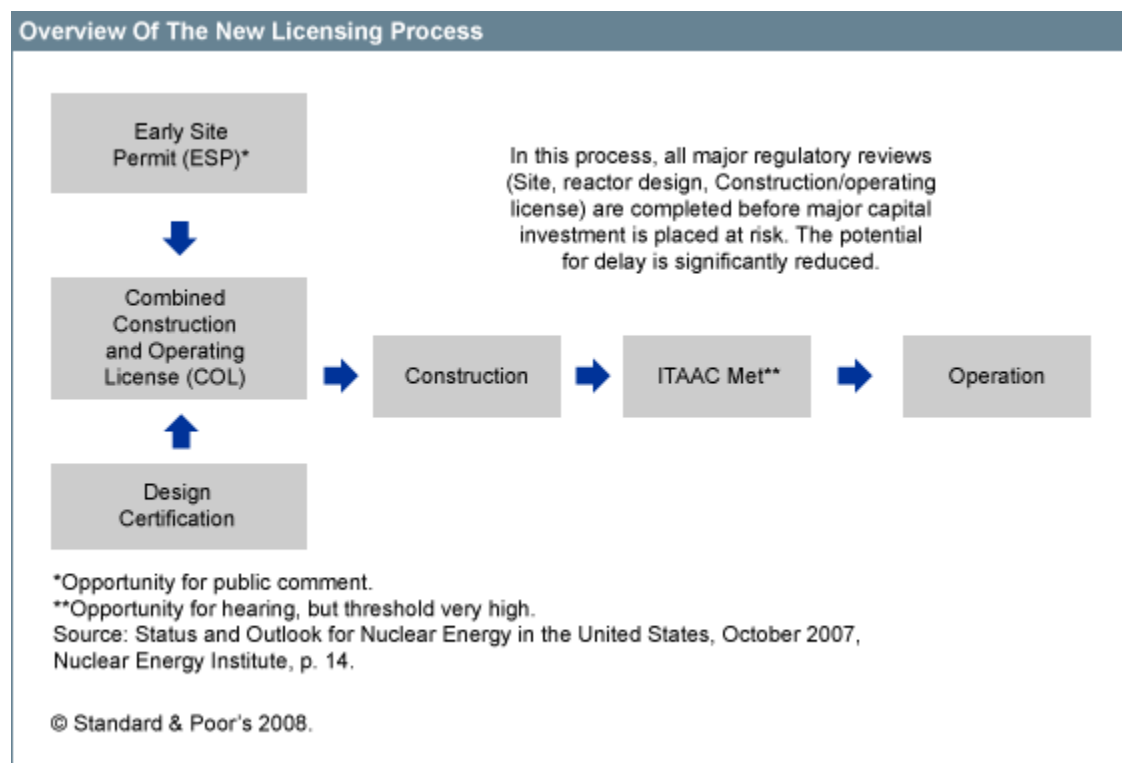 Overview Of The New Licensing Process
Early Site
Permit (ESP)*
In this process, all major regulatory reviews
(Site, reactor design, Construction/operating
license) are completed before major capital
investment is placed at risk. The potential
for delay is significantly reduced.
Combined
Construction
and Operating
License (COL)
Construction
ITAAC Met**
Operation
Design
Certification
*Opportunity for public comment.
**Opportunity for hearing, but threshold very high.
Source: Status and Outlook for Nuclear Energy in the United States, October 2007,
Nuclear Energy Institute, p. 14.
© Standard & Poor's 2008.